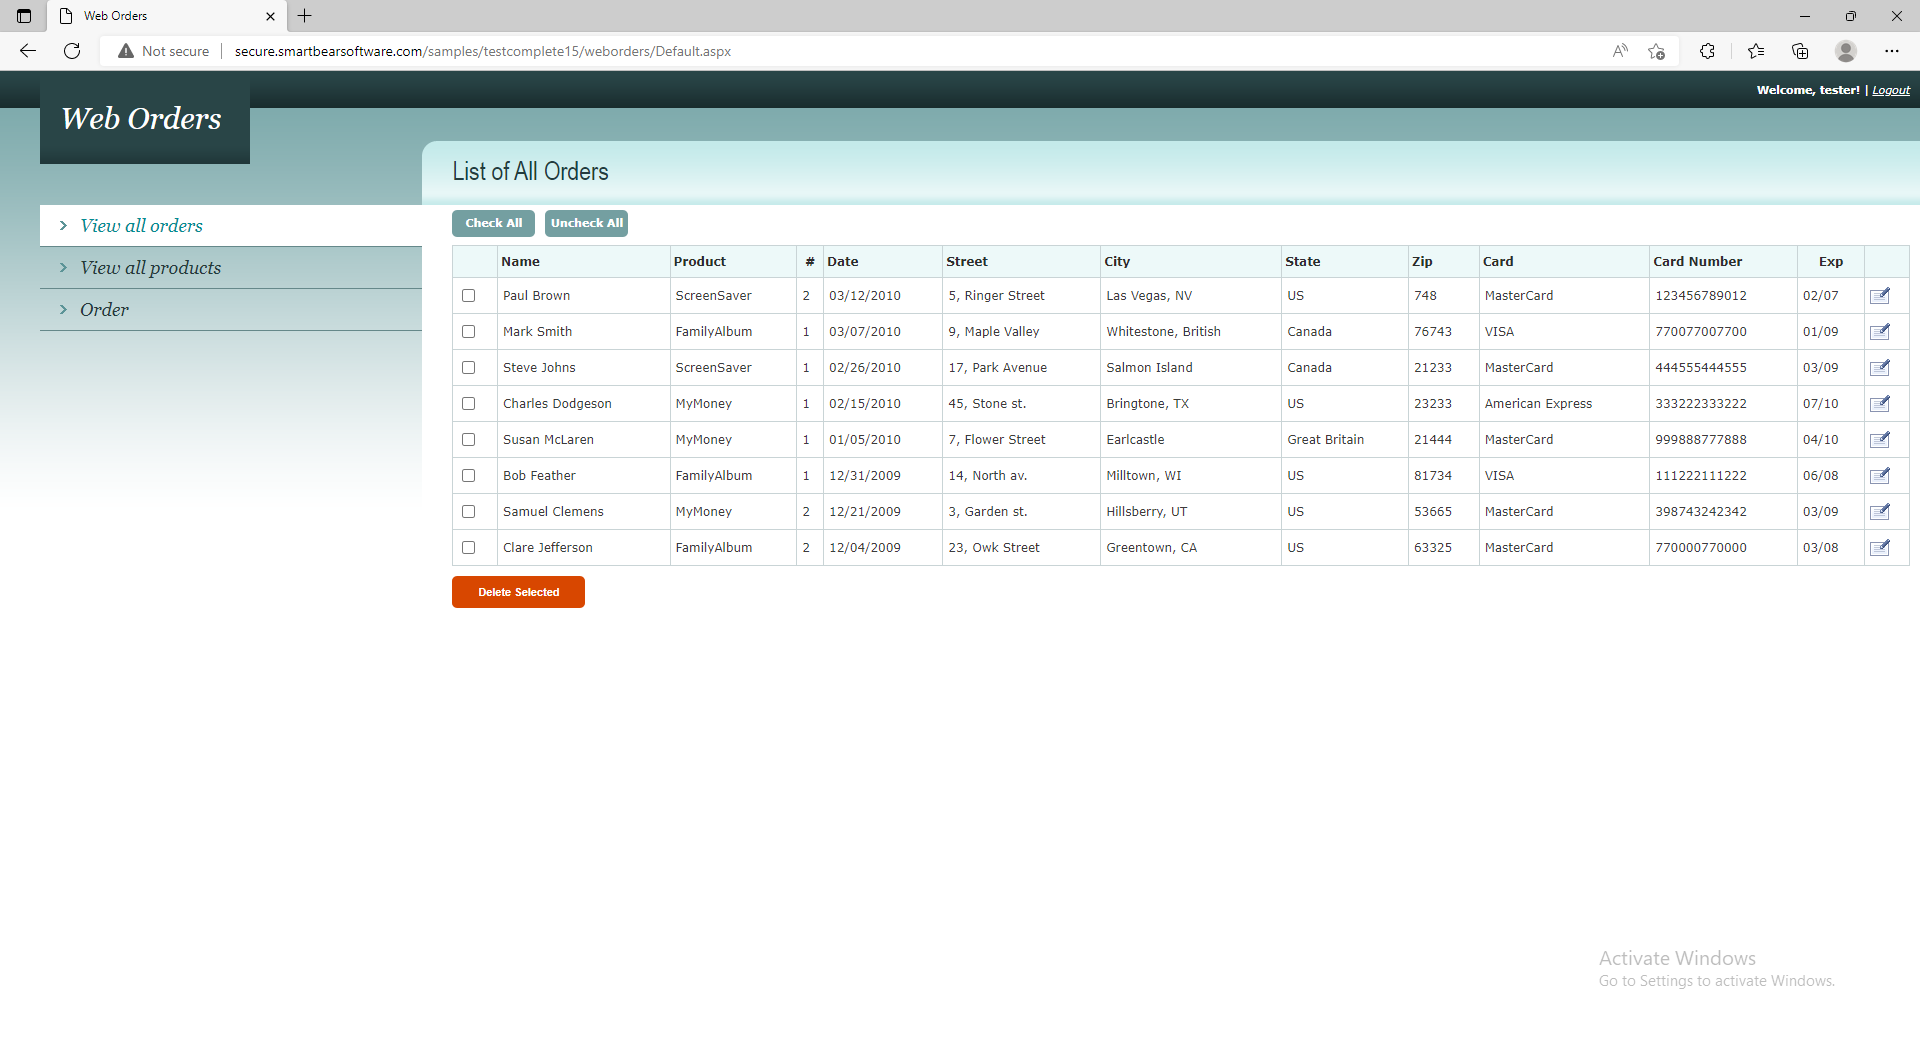 Web Orders
Not secure
secure.smartbearsoftware.com/samples/testcomplete15/weborders/Default.aspx
Welcome, tester! | Logout
Web Orders
List of All Orders
View all orders
View all products
Order
Check All Uncheck All
Name Product # Date Street City State Zip Card Card Number Exp
Paul Brown ScreenSaver 2 03/12/2010 5, Ringer Street Las Vegas, NV US 748 MasterCard 123456789012 02/07
Mark Smith FamilyAlbum 1 03/07/2010 9, Maple Valley Whitestone, British Canada 76743 VISA 770077007700 01/09
Steve Johns ScreenSaver 1 02/26/2010 17, Park Avenue Salmon Island Canada 21233 MasterCard 444555444555 03/09
Charles Dodgeson MyMoney 1 02/15/2010 45, Stone st. Bringtone, TX US 23233 American Express 333222333222 07/10
Susan McLaren MyMoney 1 01/05/2010 7, Flower Street Earlcastle Great Britain 21444 MasterCard 999888777888 04/10
Bob Feather FamilyAlbum 1 12/31/2009 14, North av. Milltown, WI US 81734 VISA 111222111222 06/08
Samuel Clemens MyMoney 2 12/21/2009 3, Garden st. Hillsberry, UT US 53665 MasterCard 398743242342 03/09
Clare Jefferson FamilyAlbum 2 12/04/2009 23, Owk Street Greentown, CA US 63325 MasterCard 770000770000 03/08
Delete Selected
Activate Windows
Go to Settings to activate Windows.